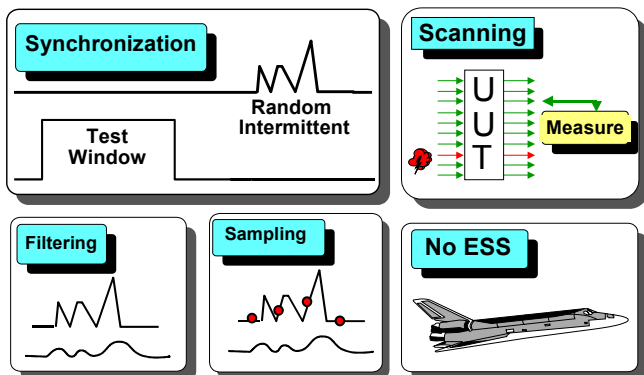 Synchronization
Random
Intermittent
Test
Window
Scanning
U
U
T
Measure
Filtering
Sampling
No ESS